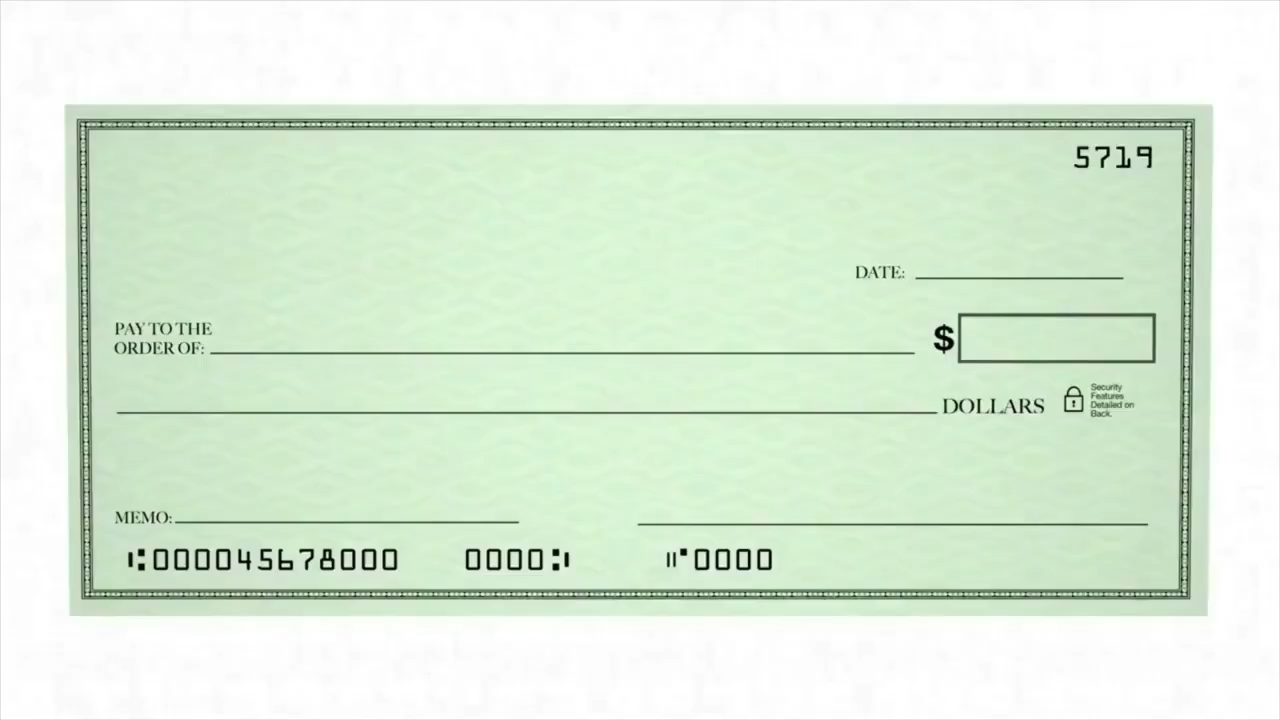 5719
DATE:
PAY TO THE
ORDER OF:
$
DOLLARS
Security
Features
Detailed on
Back.
MEMO:
⑆000045678000 0000⑆ ⑈0000